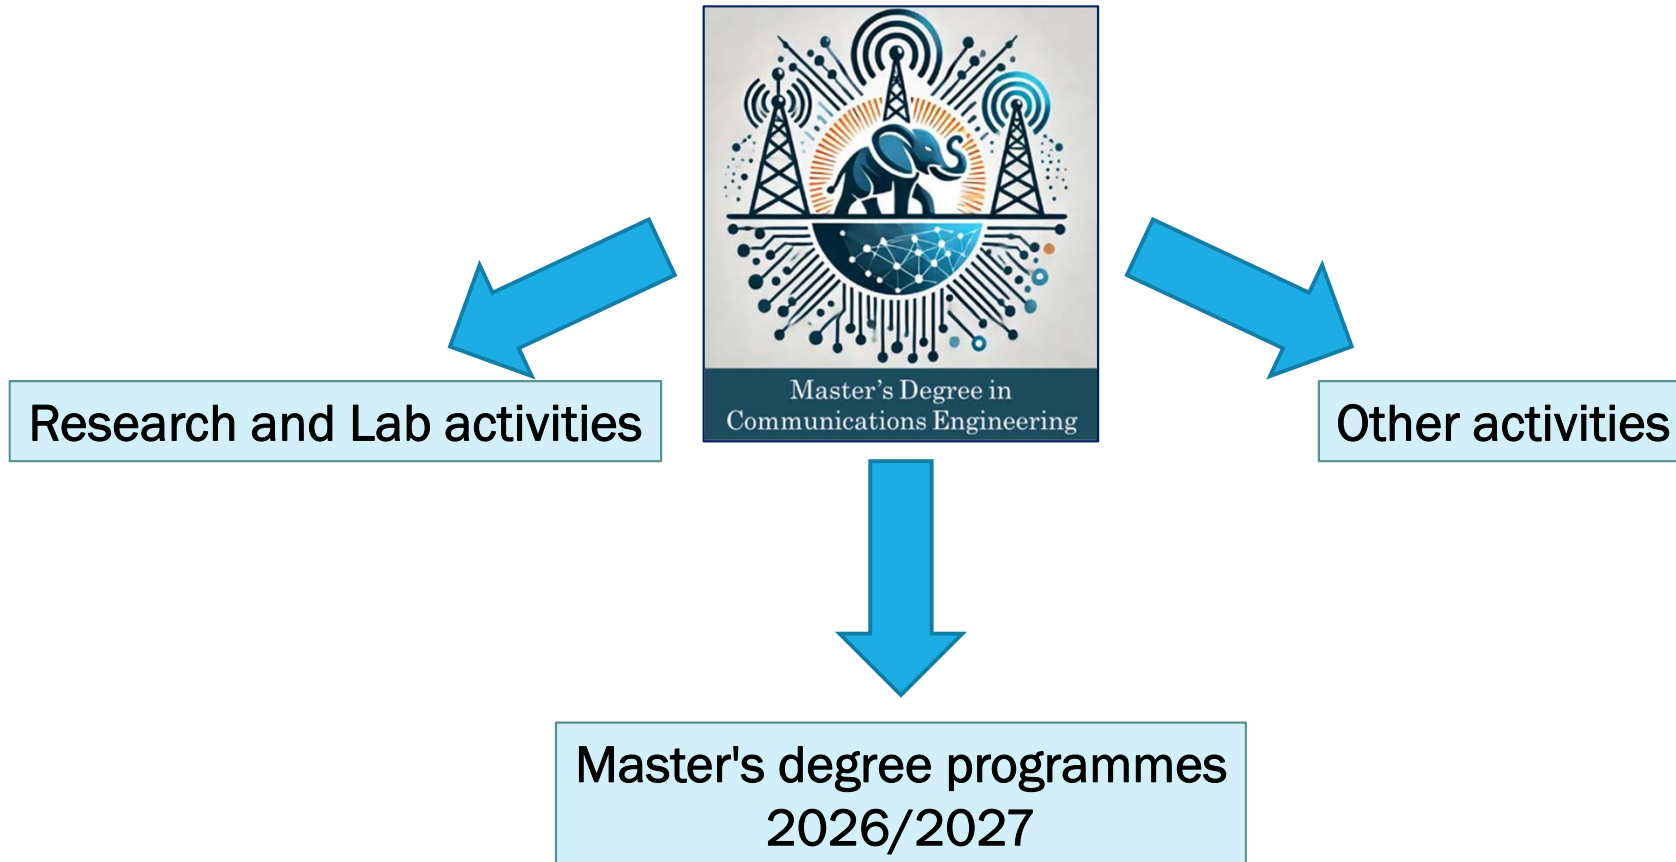 Master's Degree in
Communications Engineering
Research and Lab activities
Other activities
Master's degree programmes
2026/2027